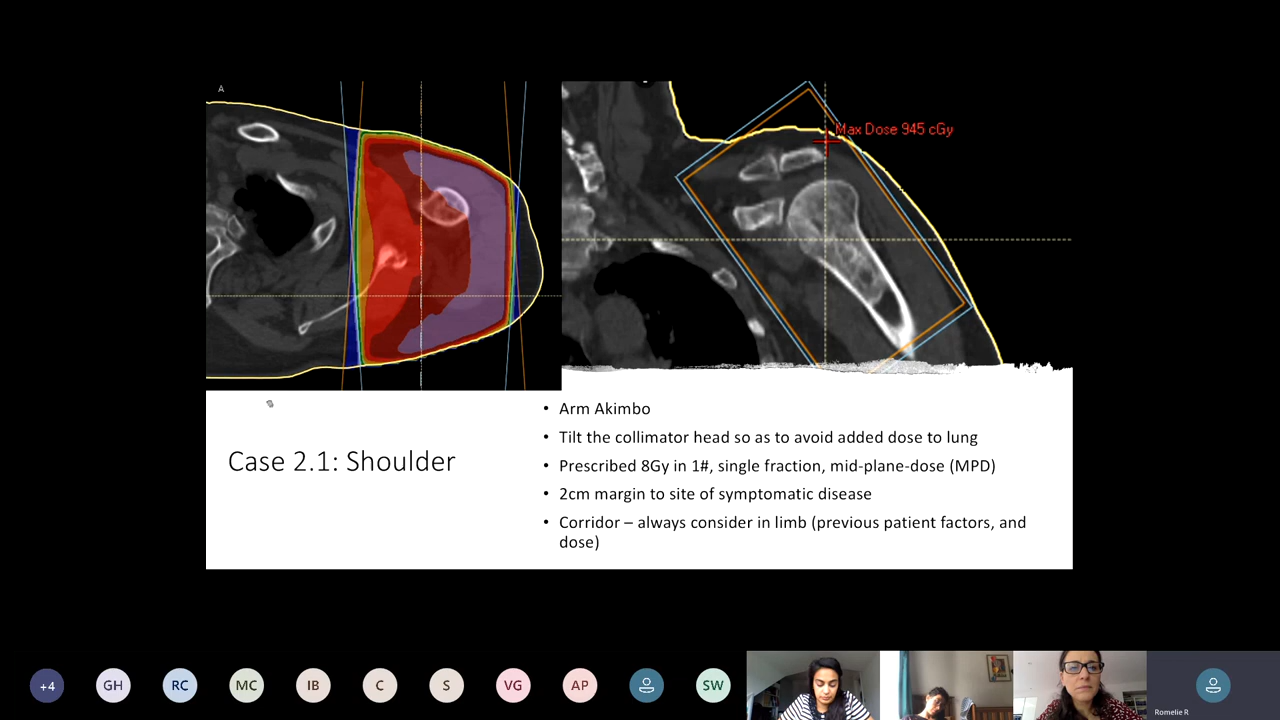 A
Max Dose 945 cGy
Case 2.1: Shoulder
• Arm Akimbo
• Tilt the collimator head so as to avoid added dose to lung
• Prescribed 8Gy in 1#, single fraction, mid-plane-dose (MPD)
• 2cm margin to site of symptomatic disease
• Corridor – always consider in limb (previous patient factors, and
dose)
+4 GH RC MC IB C S VG AP SW
Romelie R